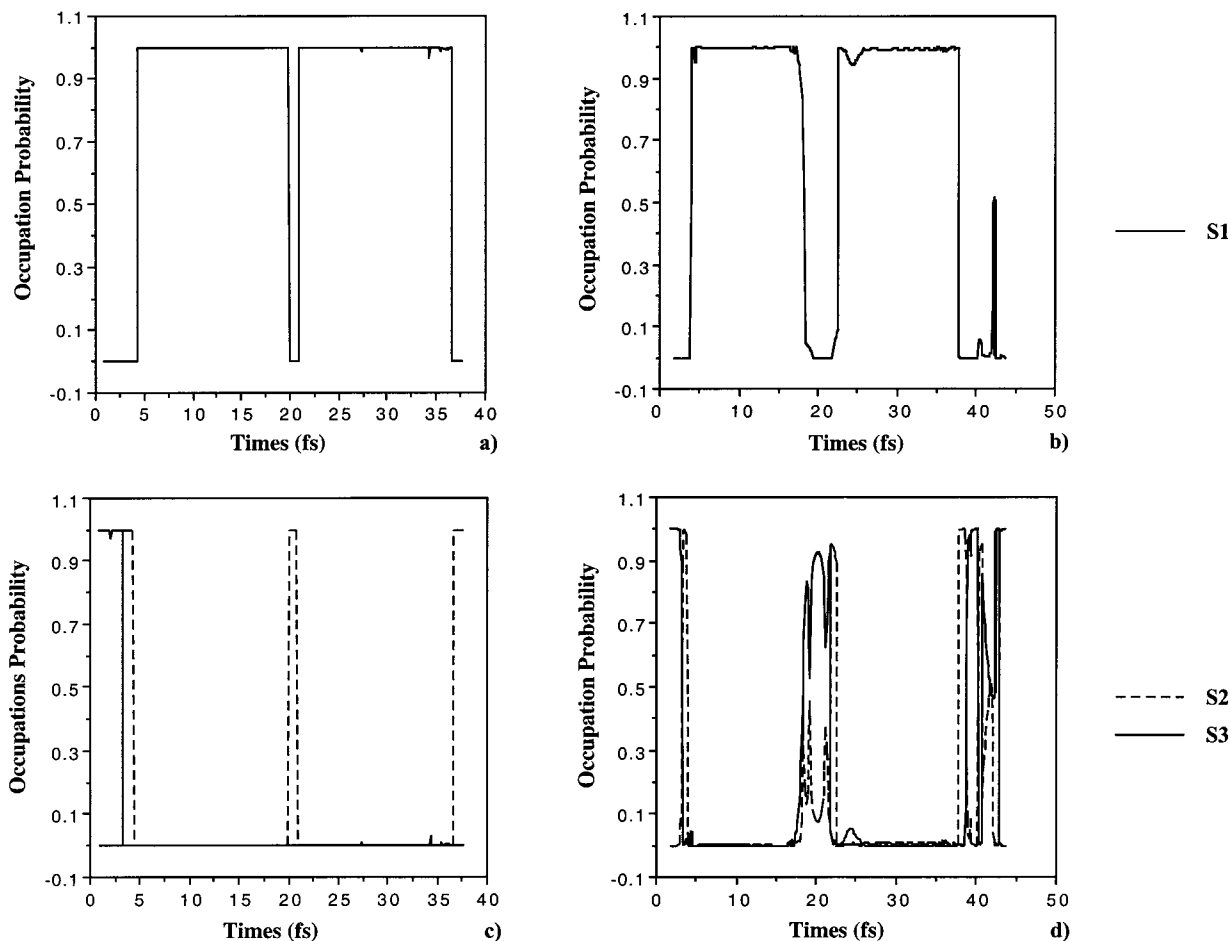 1.1
0.9
0.7
0.5
0.3
0.1
-0.1
Occupation Probability
0 5 10 15 20 25 30 35 40
Times (fs)
a)
1.1
0.9
0.7
0.5
0.3
0.1
-0.1
Occupation Probability
0 10 20 30 40 50
Times (fs)
b)
S1
1.1
0.9
0.7
0.5
0.3
0.1
-0.1
Occupations Probability
0 5 10 15 20 25 30 35 40
Times (fs)
c)
1.1
0.9
0.7
0.5
0.3
0.1
-0.1
Occupation Probability
0 10 20 30 40 50
Times (fs)
d)
S2
S3